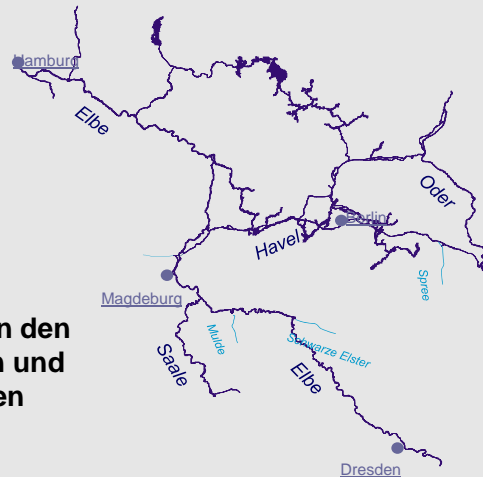 Hamburg
Elbe
Oder
Berlin
Havel
Spree
Magdeburg
n den
n und
en
Mulde
Schwarze Elster
Saale
Elbe
Dresden